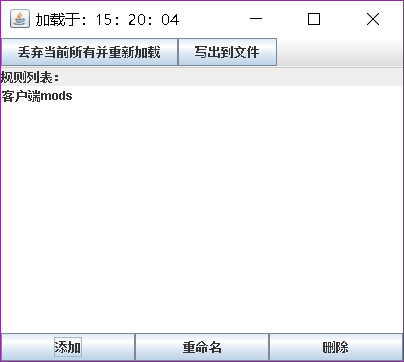 加载于：15：20：04
丢弃当前所有并重新加载 写出到文件
规则列表：
客户端mods
添加 重命名 删除